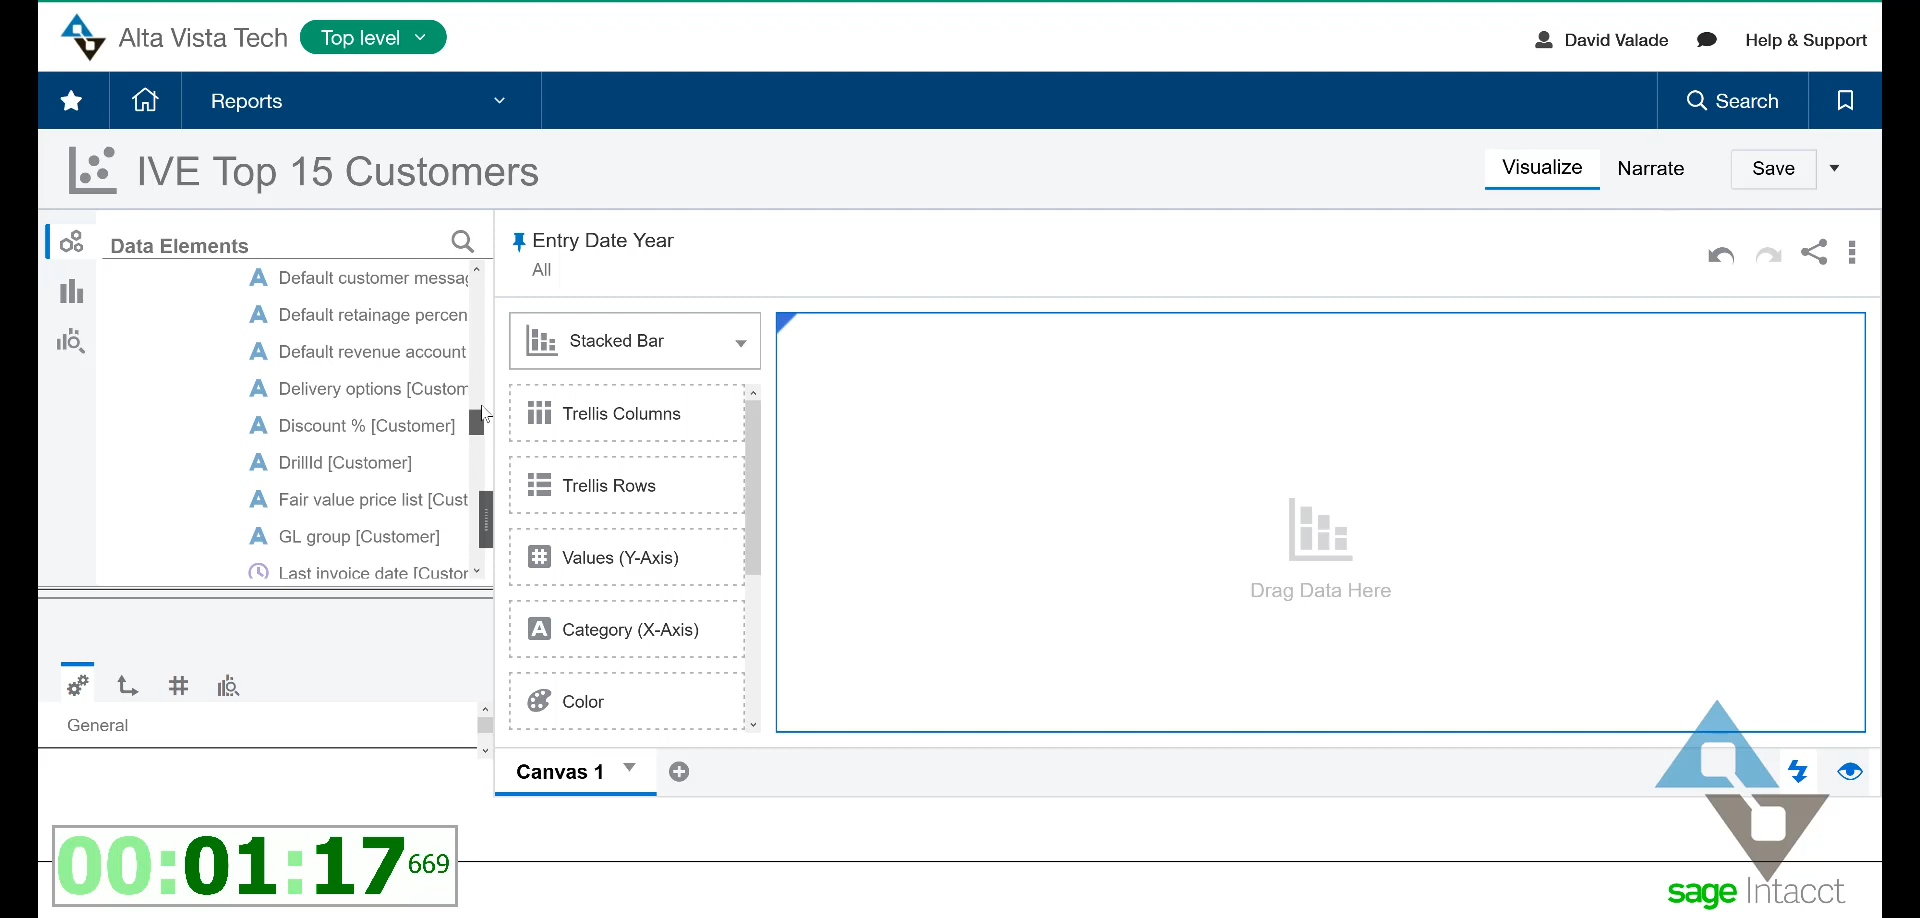 Alta Vista Tech
Top level
David Valade
Help & Support
Reports
Search
IVE Top 15 Customers
Visualize
Narrate
Save
Data Elements
Default customer messag
Default retainage percen
Default revenue account
Delivery options [Custom
Discount % [Customer]
DrillId [Customer]
Fair value price list [Cust
GL group [Customer]
Last invoice date [Custor
General
Entry Date Year
All
Stacked Bar
Trellis Columns
Trellis Rows
Values (Y-Axis)
Category (X-Axis)
Color
Drag Data Here
Canvas 1
00:01:17 669
sage Intacct